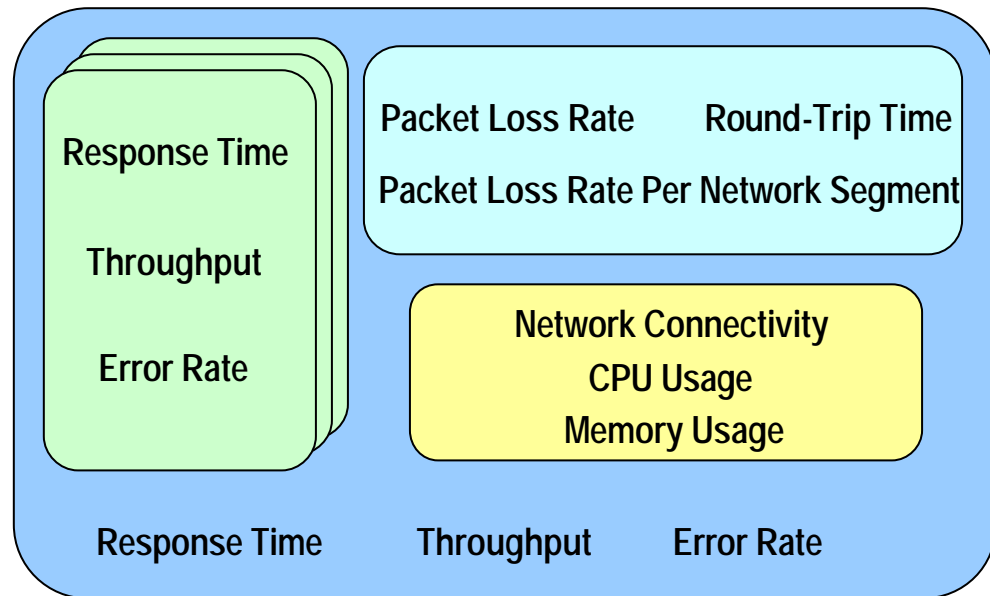 Response Time
Throughput
Error Rate
Packet Loss Rate Round-Trip Time
Packet Loss Rate Per Network Segment
Network Connectivity
CPU Usage
Memory Usage
Response Time Throughput Error Rate